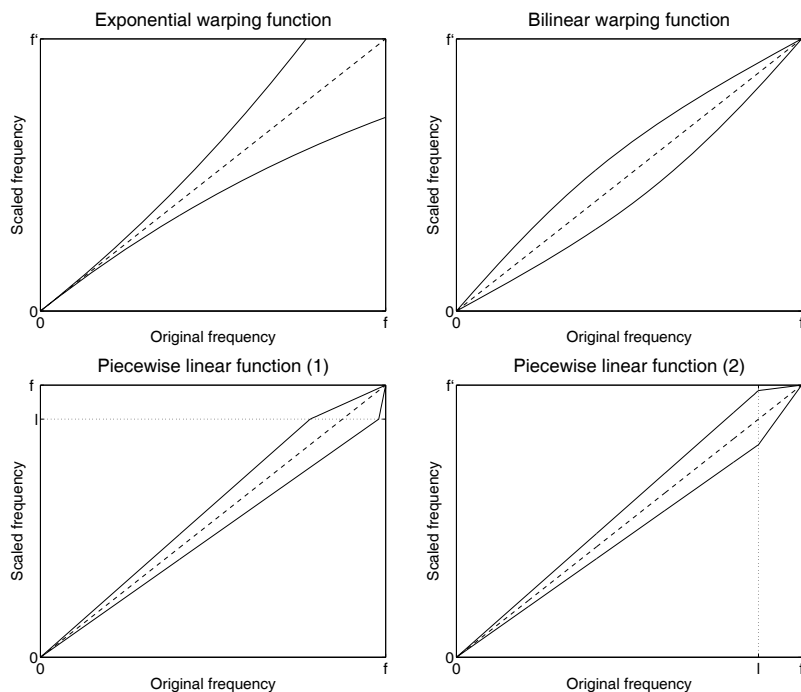 Exponential warping function
f'
Scaled frequency
0
0
Original frequency
f
Bilinear warping function
f'
Scaled frequency
0
0
Original frequency
f
Piecewise linear function (1)
f
l
Scaled frequency
0
0
Original frequency
f
Piecewise linear function (2)
f'
Scaled frequency
0
0
Original frequency
l
f